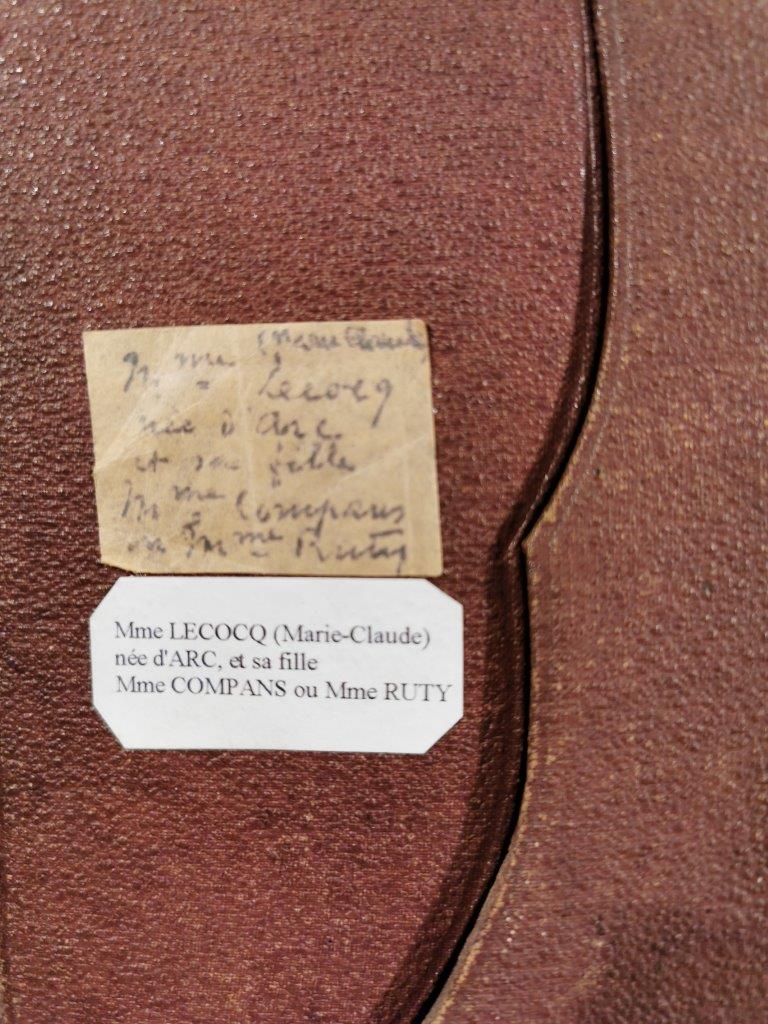 (Marie Claude)
Mme Lecocq
née d'Arc
et sa fille
Mme Compans
ou Mme Ruty
Mme LECOCQ (Marie-Claude)
née d'ARC, et sa fille
Mme COMPANS ou Mme RUTY